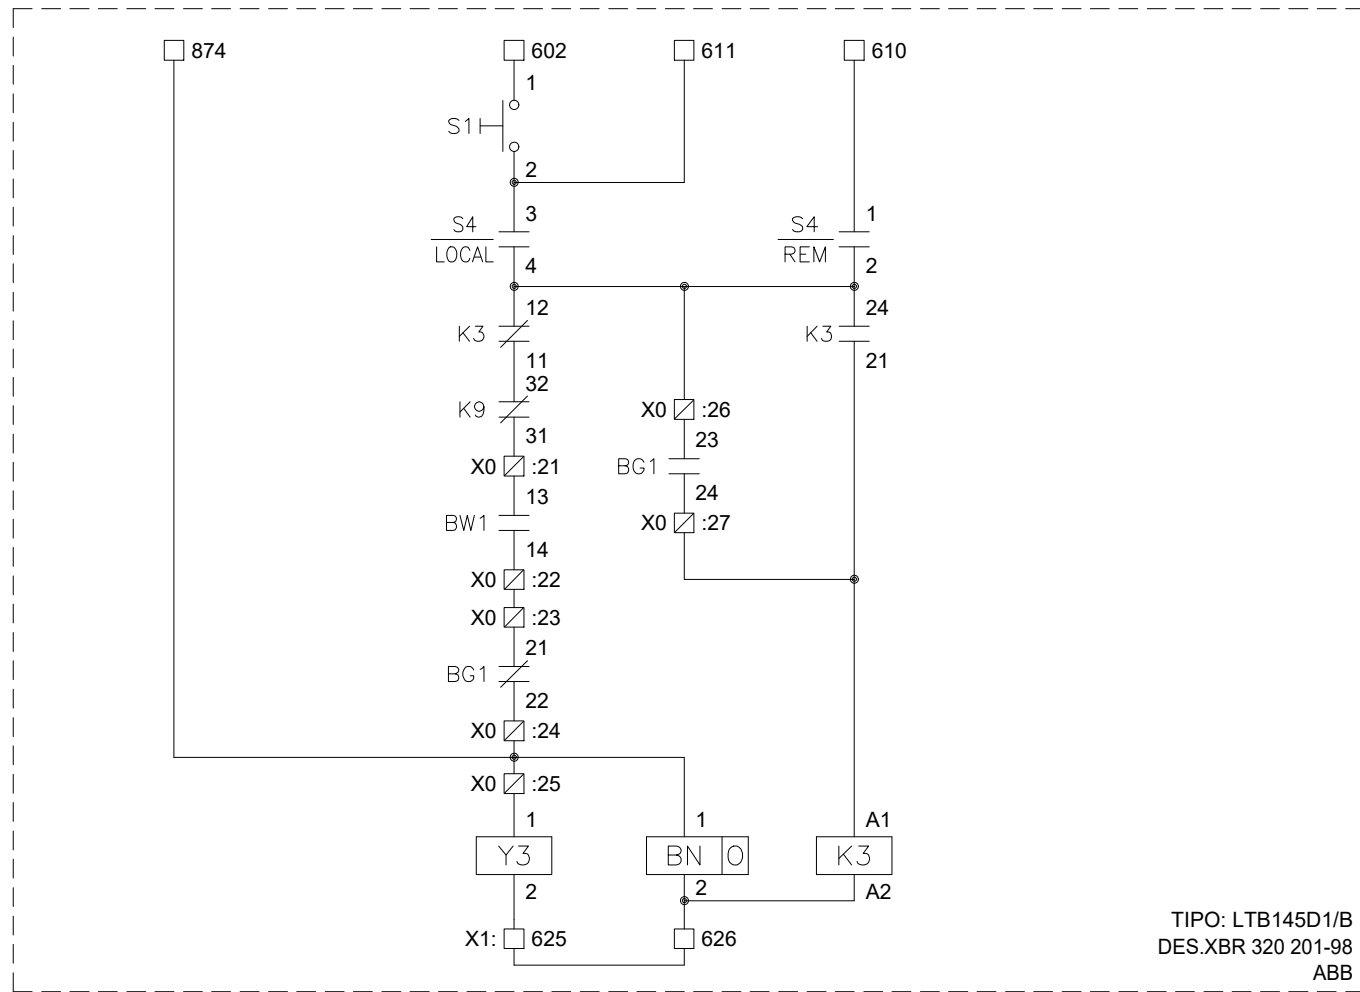 874
602
611
610
1
S1
2
3
S4
LOCAL
4
1
S4
REM
2
12
K3
11
24
K3
21
32
K9
31
X0 :26
23
X0 :21
BG1
13
24
BW1
X0 :27
14
X0 :22
X0 :23
21
BG1
22
X0 :24
X0 :25
1
1
A1
Y3
BN O
K3
2
2
A2
X1: 625
626
TIPO: LTB145D1/B
DES.XBR 320 201-98
ABB